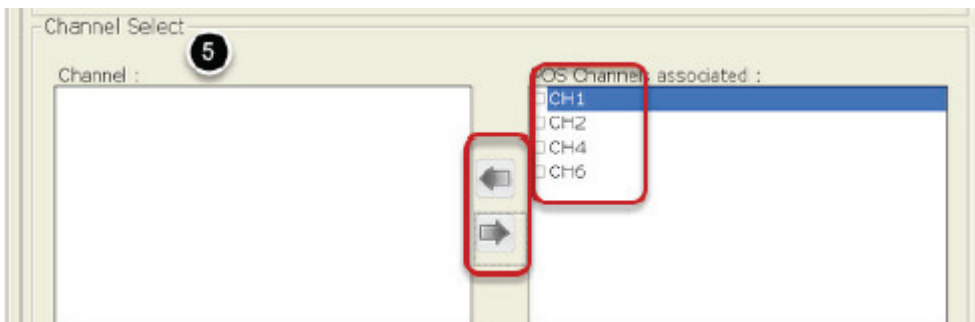 Channel Select
5
Channel :
POS Channels associated :
CH1
CH2
CH4
CH6